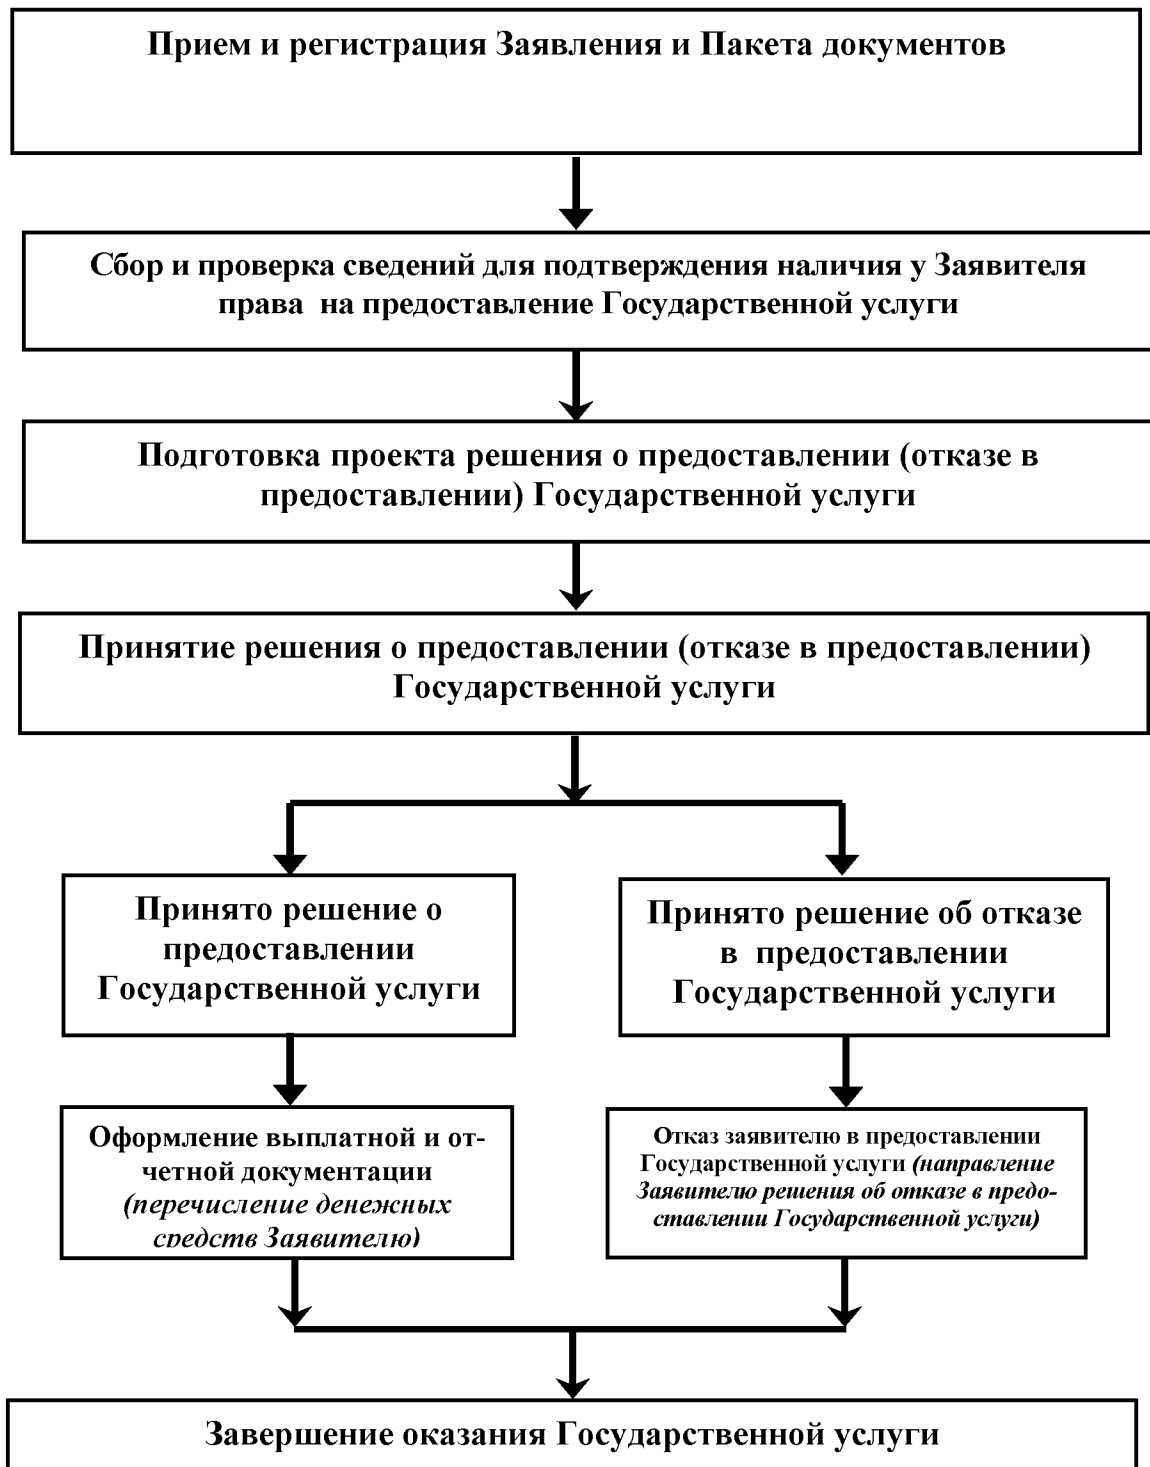 Прием и регистрация Заявления и Пакета документов
Сбор и проверка сведений для подтверждения наличия у Заявителя
права на предоставление Государственной услуги
Подготовка проекта решения о предоставлении (отказе в
предоставлении) Государственной услуги
Принятие решения о предоставлении (отказе в предоставлении)
Государственной услуги
Принято решение о
предоставлении
Государственной услуги
Принято решение об отказе
в предоставлении
Государственной услуги
Оформление выплатной и от-
четной документации
(перечисление денежных
средств Заявителю)
Отказ заявителю в предоставлении
Государственной услуги (направление
Заявителю решения об отказе в предо-
ставлении Государственной услуги)
Завершение оказания Государственной услуги